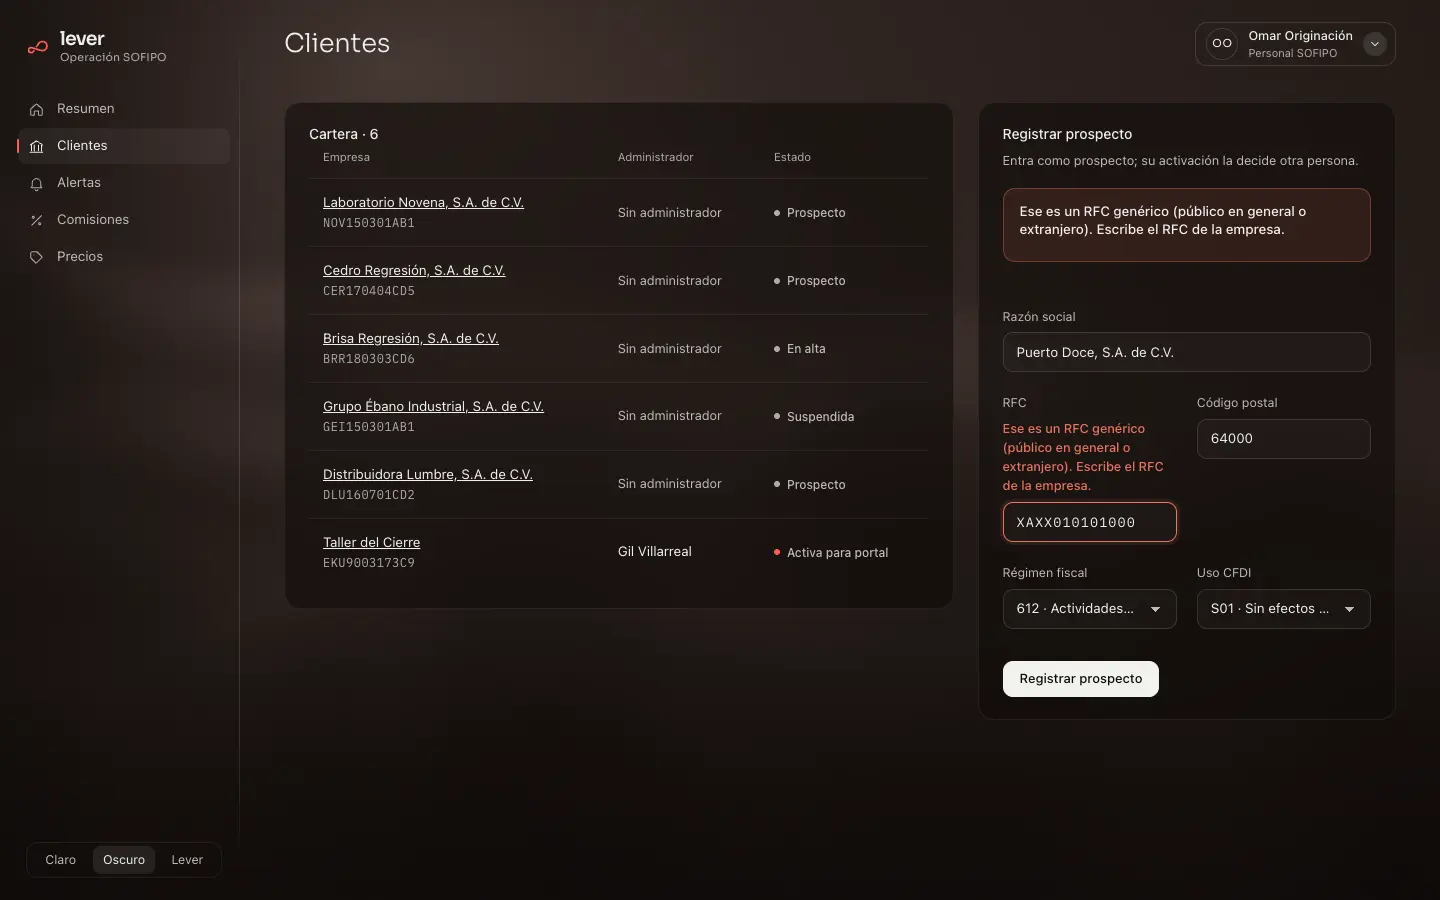 lever
Operación SOFIPO
Resumen
Clientes
Alertas
Comisiones
Precios
Claro
Oscuro
Lever
Clientes
OO
Omar Originación
Personal SOFIPO
Cartera · 6
Empresa
Administrador
Estado
Laboratorio Novena, S.A. de C.V.
NOV150301AB1
Sin administrador
Prospecto
Cedro Regresión, S.A. de C.V.
CER170404CD5
Sin administrador
Prospecto
Brisa Regresión, S.A. de C.V.
BRR180303CD6
Sin administrador
En alta
Grupo Ébano Industrial, S.A. de C.V.
GEI150301AB1
Sin administrador
Suspendida
Distribuidora Lumbre, S.A. de C.V.
DLU160701CD2
Sin administrador
Prospecto
Taller del Cierre
EKU9003173C9
Gil Villarreal
Activa para portal
Registrar prospecto
Entra como prospecto; su activación la decide otra persona.
Ese es un RFC genérico (público en general o
extranjero). Escribe el RFC de la empresa.
Razón social
Puerto Doce, S.A. de C.V.
RFC
Ese es un RFC genérico
(público en general o
extranjero). Escribe el RFC
de la empresa.
XAXX010101000
Código postal
64000
Régimen fiscal
612 · Actividades...
Uso CFDI
S01 · Sin efectos ...
Registrar prospecto